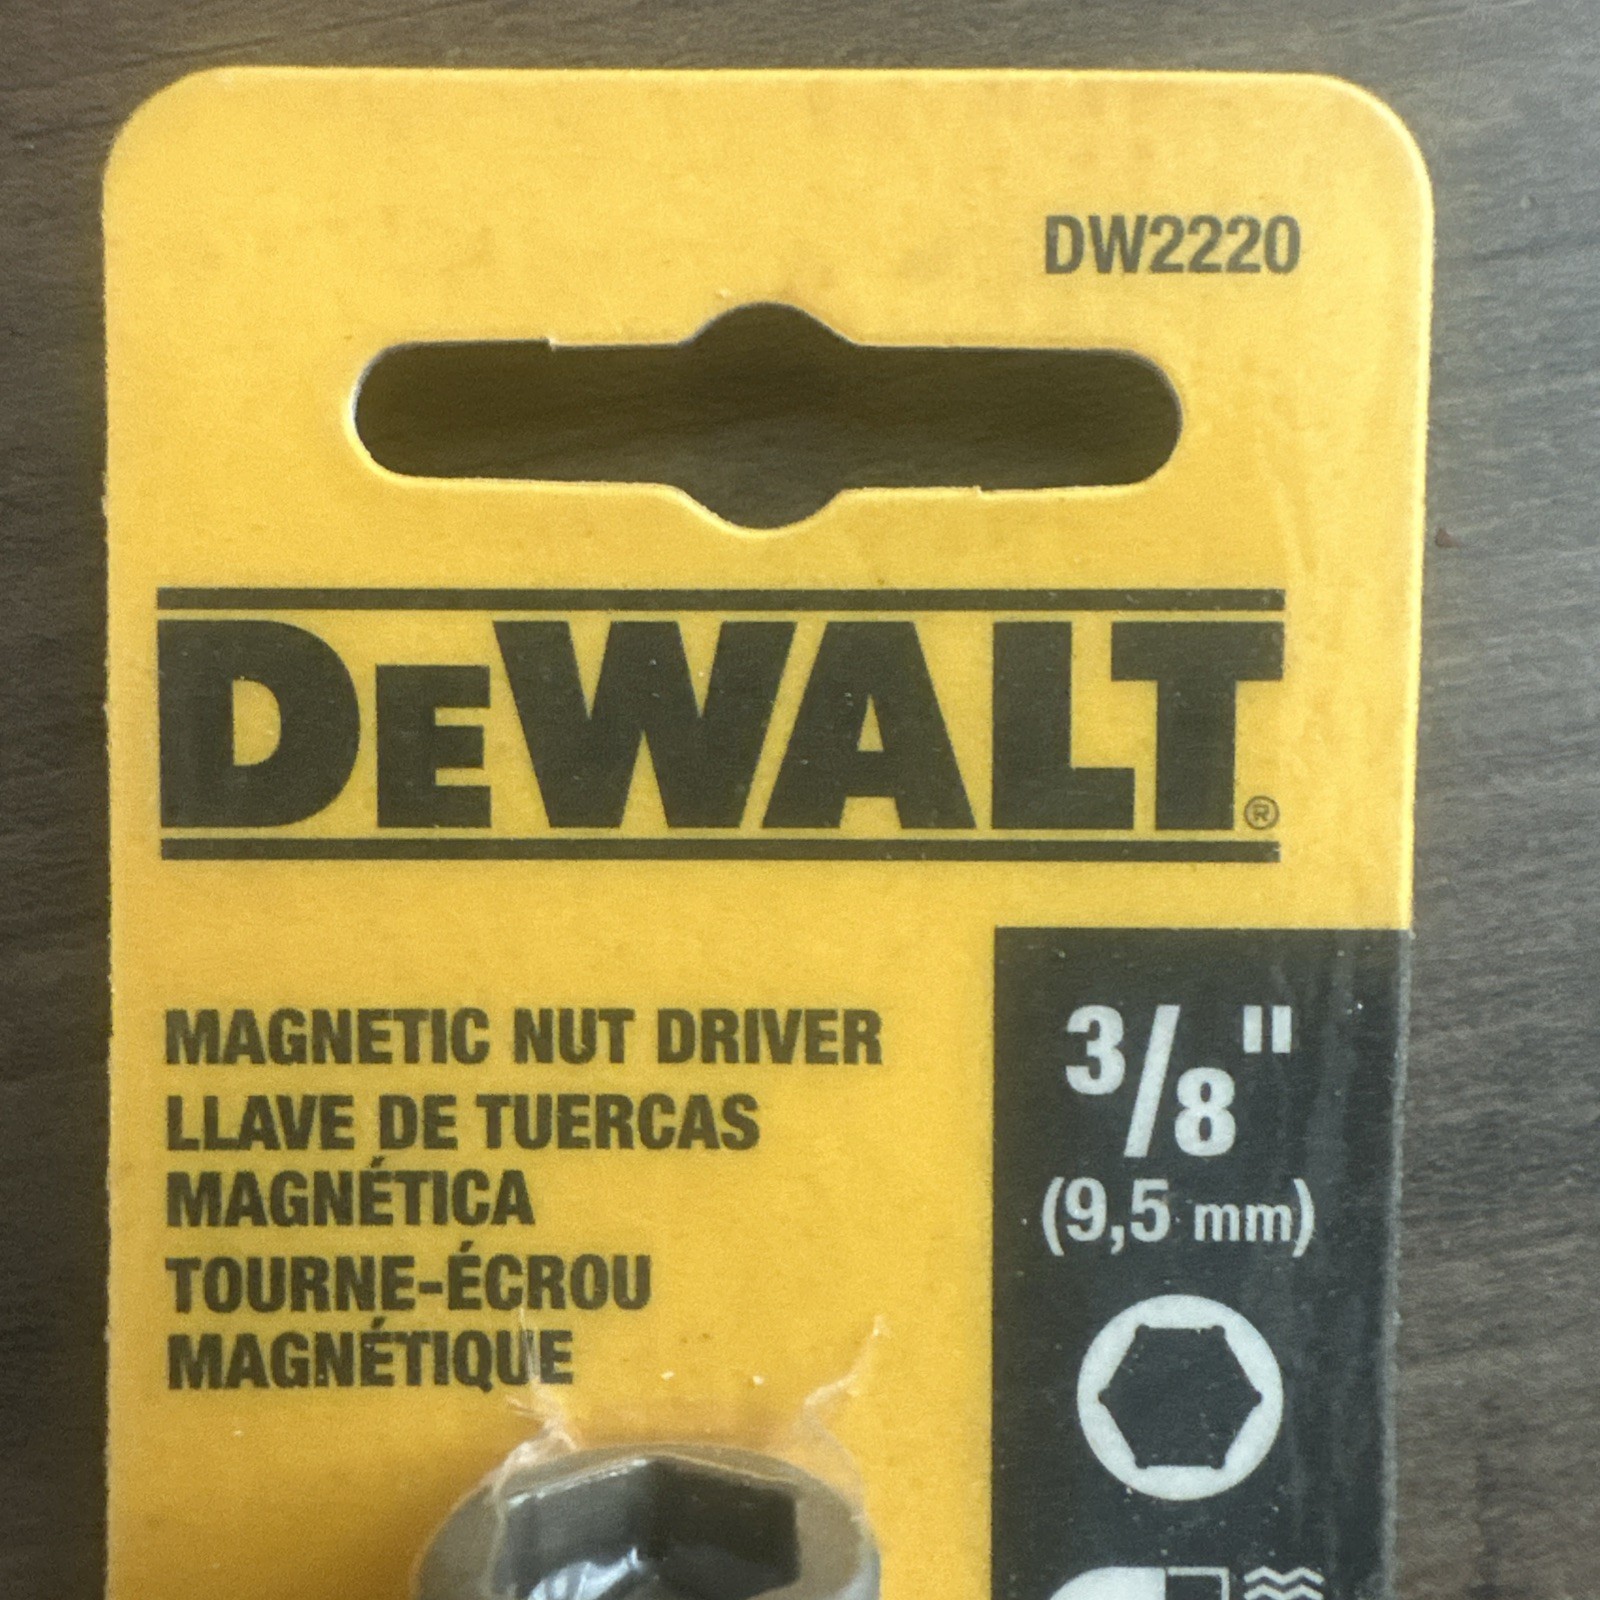 DW2220
DEWALT®
MAGNETIC NUT DRIVER
LLAVE DE TUERCAS
MAGNÉTICA
TOURNE-ÉCROU
MAGNÉTIQUE
3/8"
(9,5 mm)